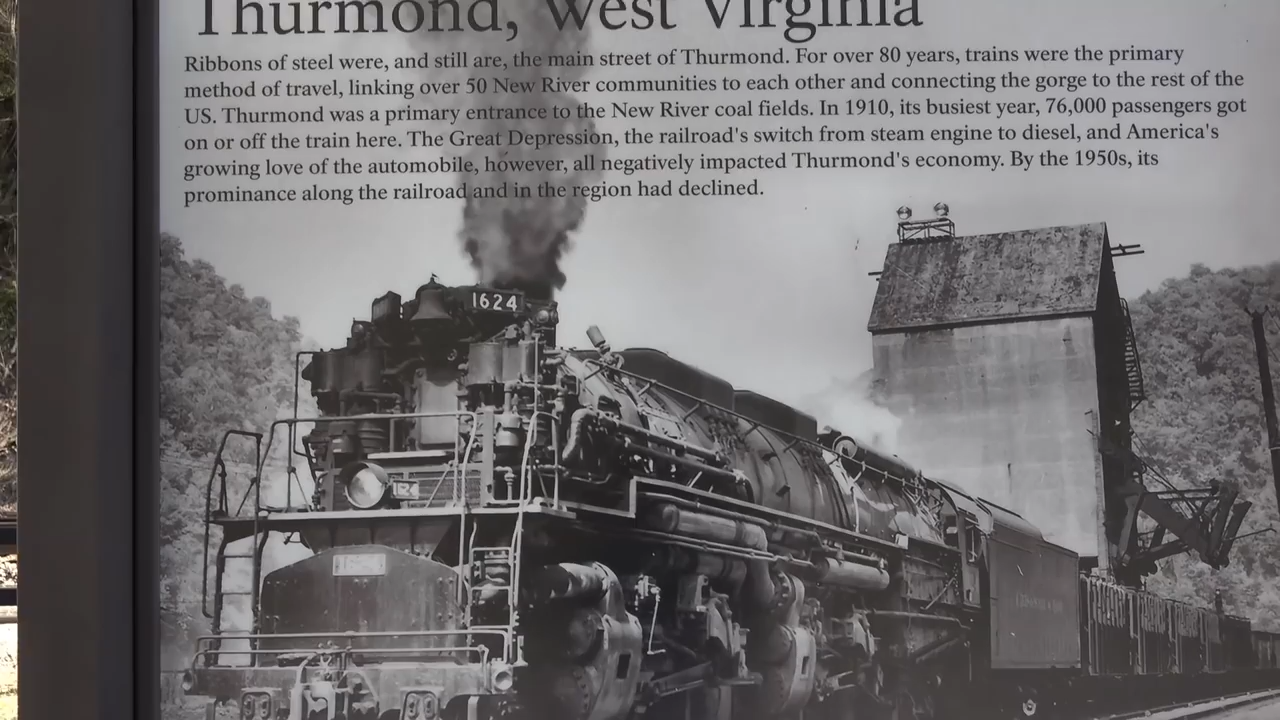 Thurmond, West Virginia
Ribbons of steel were, and still are, the main street of Thurmond. For over 80 years, trains were the primary
method of travel, linking over 50 New River communities to each other and connecting the gorge to the rest of the
US. Thurmond was a primary entrance to the New River coal fields. In 1910, its busiest year, 76,000 passengers got
on or off the train here. The Great Depression, the railroad's switch from steam engine to diesel, and America's
growing love of the automobile, however, all negatively impacted Thurmond's economy. By the 1950s, its
prominance along the railroad and in the region had declined.
1624